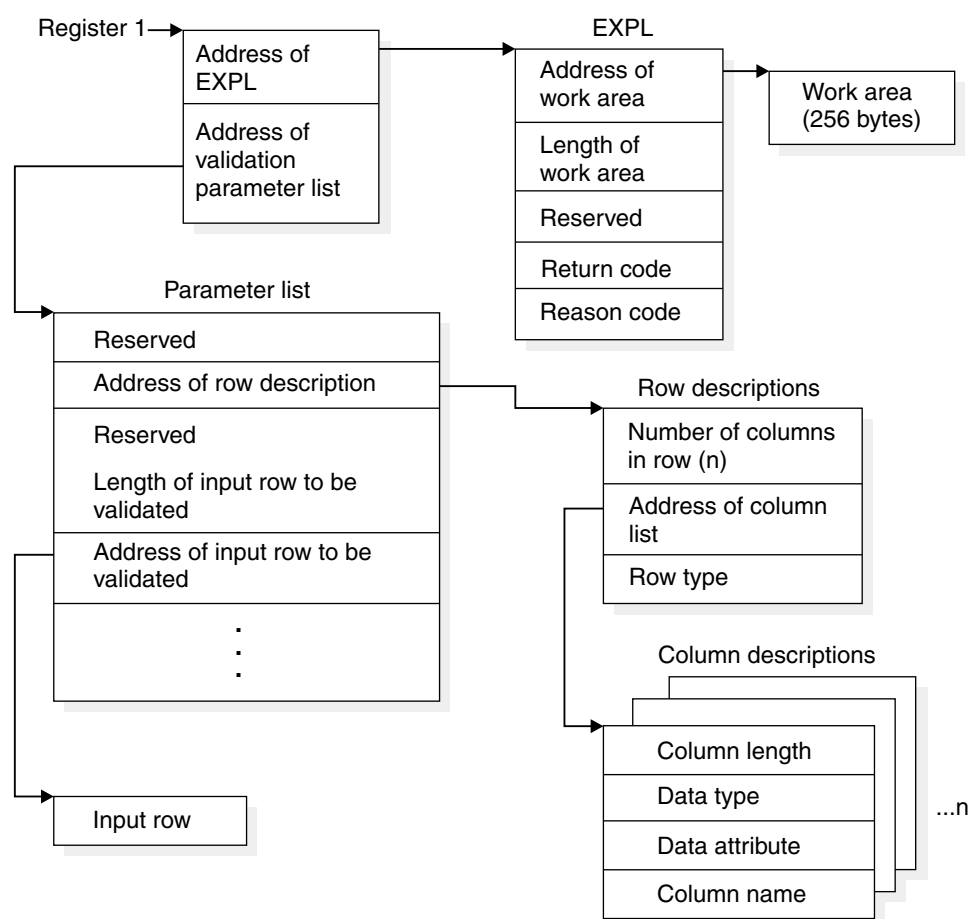 Register 1
Address of
EXPL
Address of
validation
parameter list
EXPL
Address of
work area
Length of
work area
Reserved
Return code
Reason code
Work area
(256 bytes)
Parameter list
Reserved
Address of row description
Reserved
Length of input row to be
validated
Address of input row to be
validated
.
.
.
Row descriptions
Number of columns
in row (n)
Address of column
list
Row type
Column descriptions
Column length
Data type
Data attribute
Column name
...n
Input row